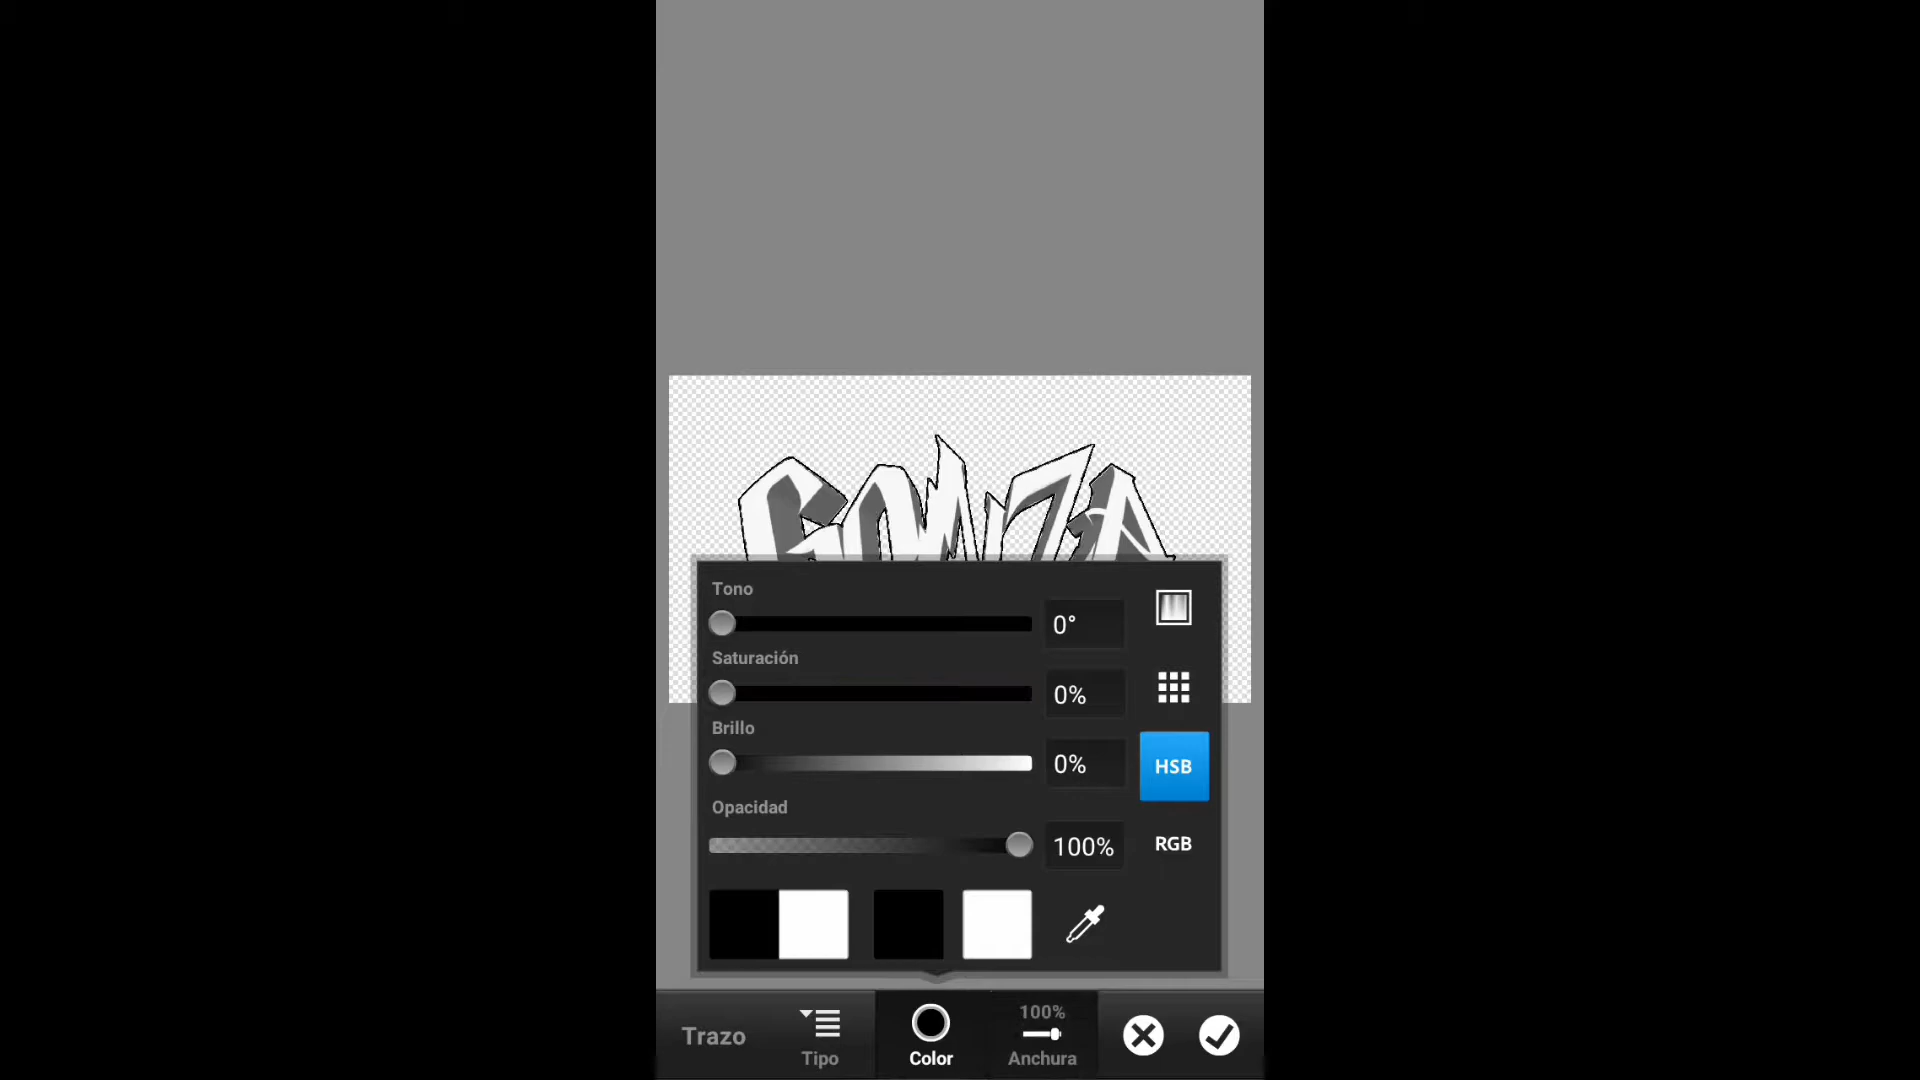 Tono
0°
Saturación
0%
Brillo
0%
HSB
Opacidad
100%
RGB
Trazo
Tipo
Color
100%
Anchura